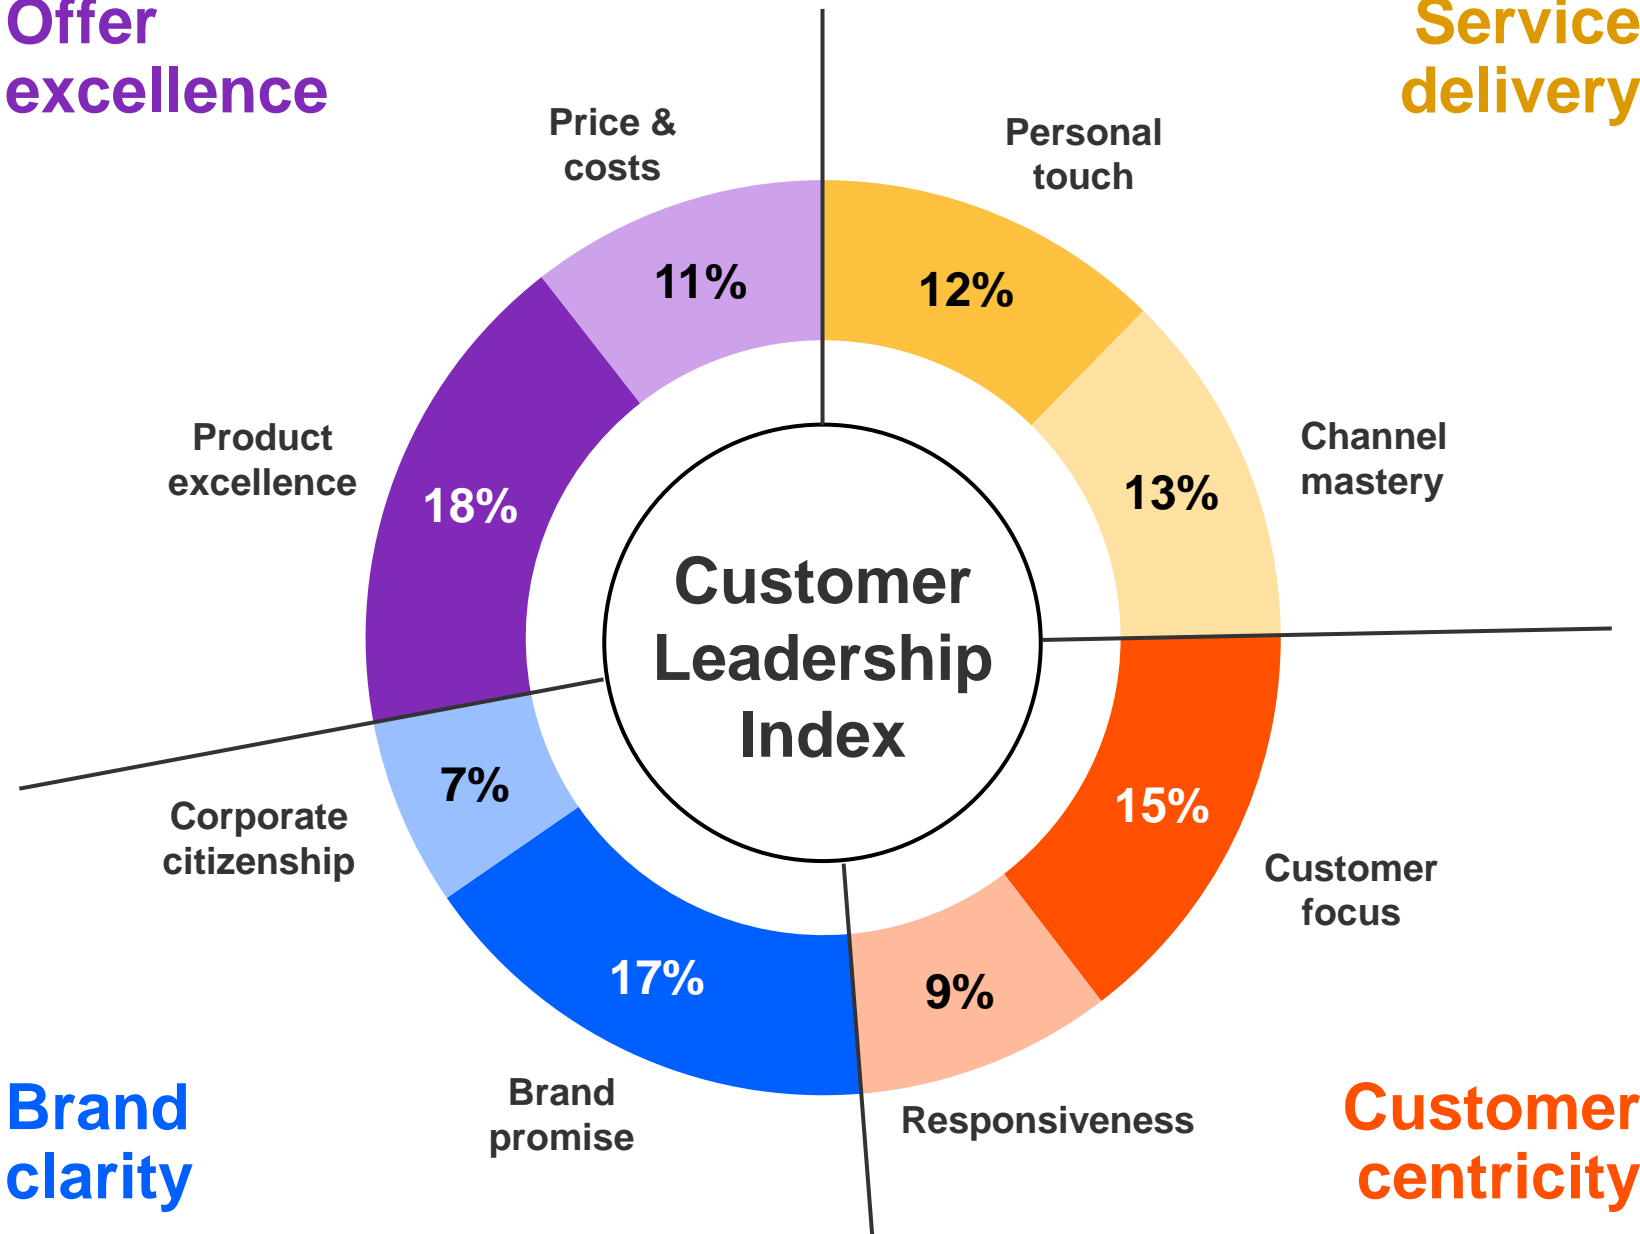 Offer
excellence
Service
delivery
Price &
costs
Personal
touch
11%
12%
Product
excellence
18%
Channel
mastery
13%
Customer
Leadership
Index
7%
Corporate
citizenship
15%
Customer
focus
17%
9%
Brand
promise
Responsiveness
Brand
clarity
Customer
centricity